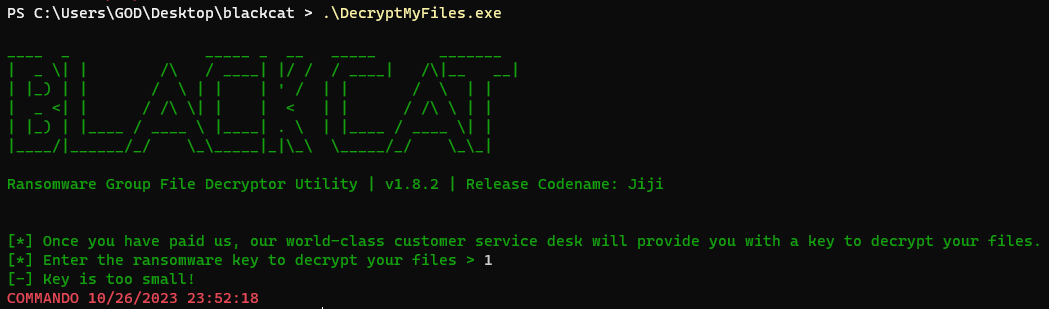 PS C:\Users\GOD\Desktop\blackcat > .\DecryptMyFiles.exe
BLACKCAT
Ransomware Group File Decryptor Utility | v1.8.2 | Release Codename: Jiji
[*] Once you have paid us, our world-class customer service desk will provide you with a key to decrypt your files.
[*] Enter the ransomware key to decrypt your files > 1
[-] Key is too small!
COMMANDO 10/26/2023 23:52:18